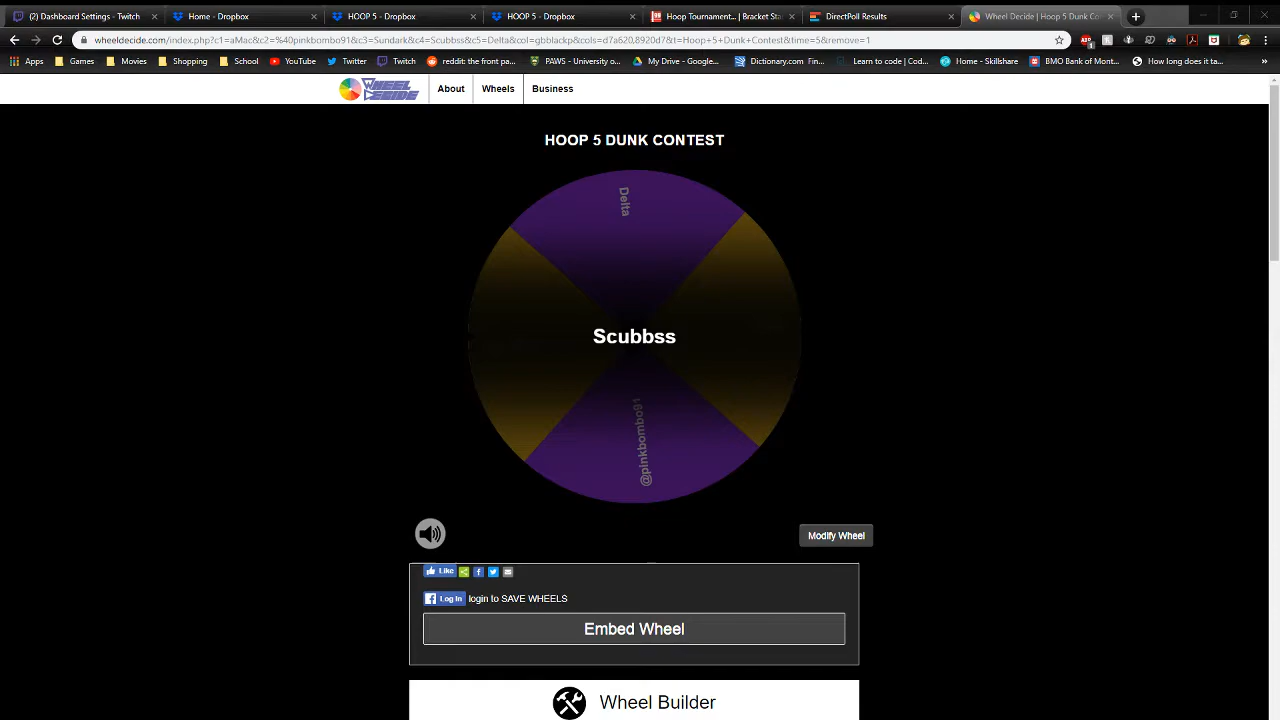 (2) Dashboard Settings - Twitch
Home - Dropbox
HOOP 5 - Dropbox
HOOP 5 - Dropbox
Hoop Tournament... | Bracket Sta
DirectPoll Results
Wheel Decide | Hoop 5 Dunk Con
wheeldecide.com/index.php?c1=aMac&c2=%40pinkbombo91&c3=Sundark&c4=Scubbss&c5=Delta&col=gbblackp&cols=d7a620,8920d7&t=Hoop+5+Dunk+Contest&time=5&remove=1
Apps
Games
Movies
Shopping
School
YouTube
Twitter
Twitch
reddit: the front pa...
PAWS - University o...
My Drive - Google...
Dictionary.com Fin...
Learn to code | Cod...
Home - Skillshare
BMO Bank of Mont...
How long does it ta...
WHEEL DECIDE
About
Wheels
Business
HOOP 5 DUNK CONTEST
Delta
Scubbss
@pinkbombo91
Modify Wheel
Like
Log In login to SAVE WHEELS
Embed Wheel
Wheel Builder